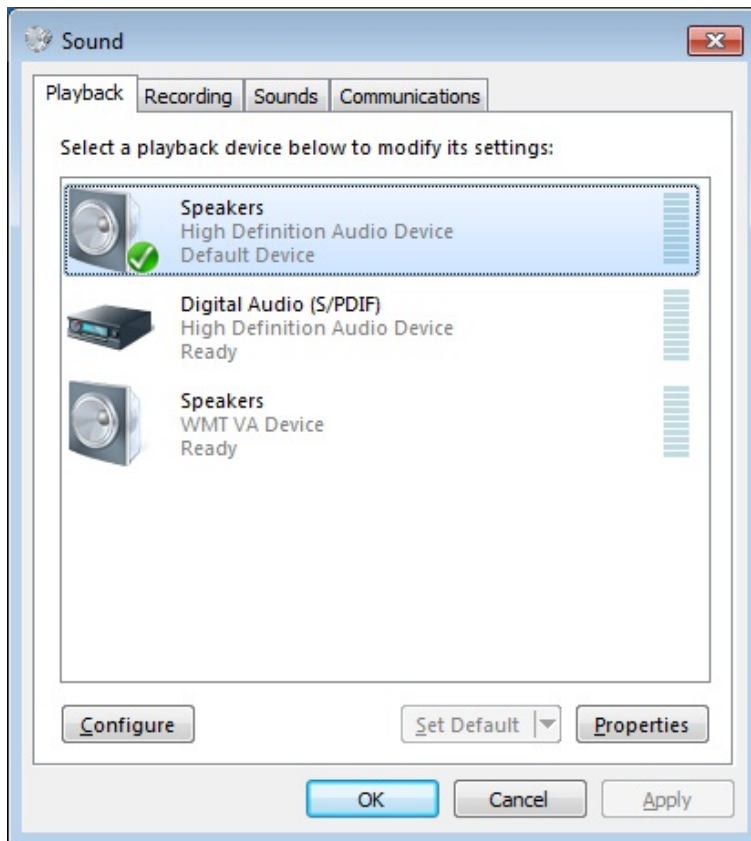 Sound
Playback Recording Sounds Communications
Select a playback device below to modify its settings:
Speakers
High Definition Audio Device
Default Device
Digital Audio (S/PDIF)
High Definition Audio Device
Ready
Speakers
WMT VA Device
Ready
Configure Set Default Properties
OK Cancel Apply